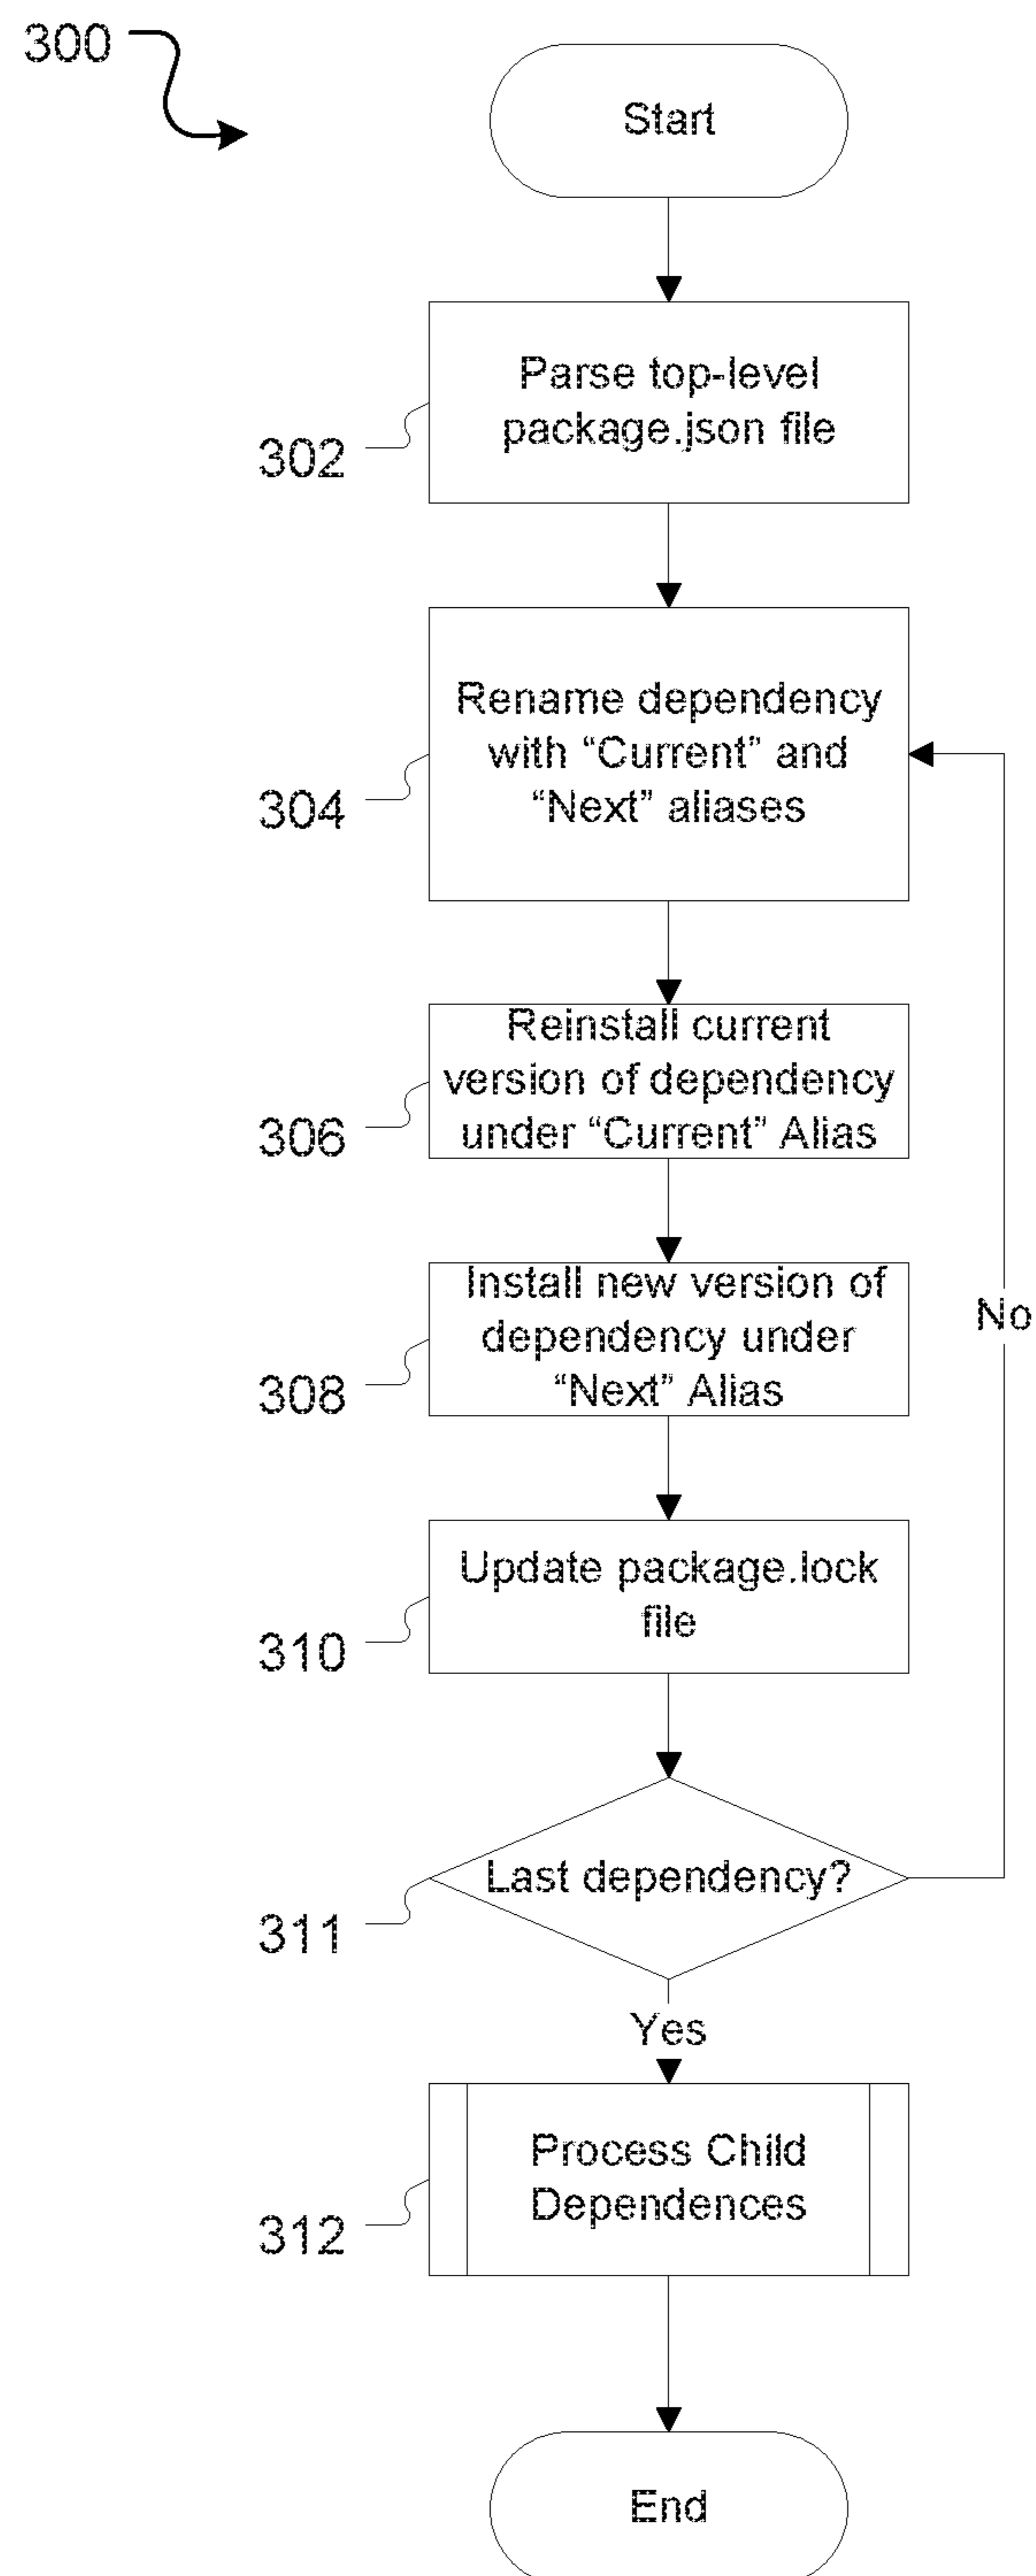 300
Start
Parse top-level
package.json file
302
Rename dependency
with “Current” and
“Next” aliases
304
Reinstall current
version of dependency
under “Current” Alias
306
Install new version of
dependency under
“Next” Alias
308
No
Update package.lock
file
310
Last dependency?
311
Yes
Process Child
Dependences
312
End